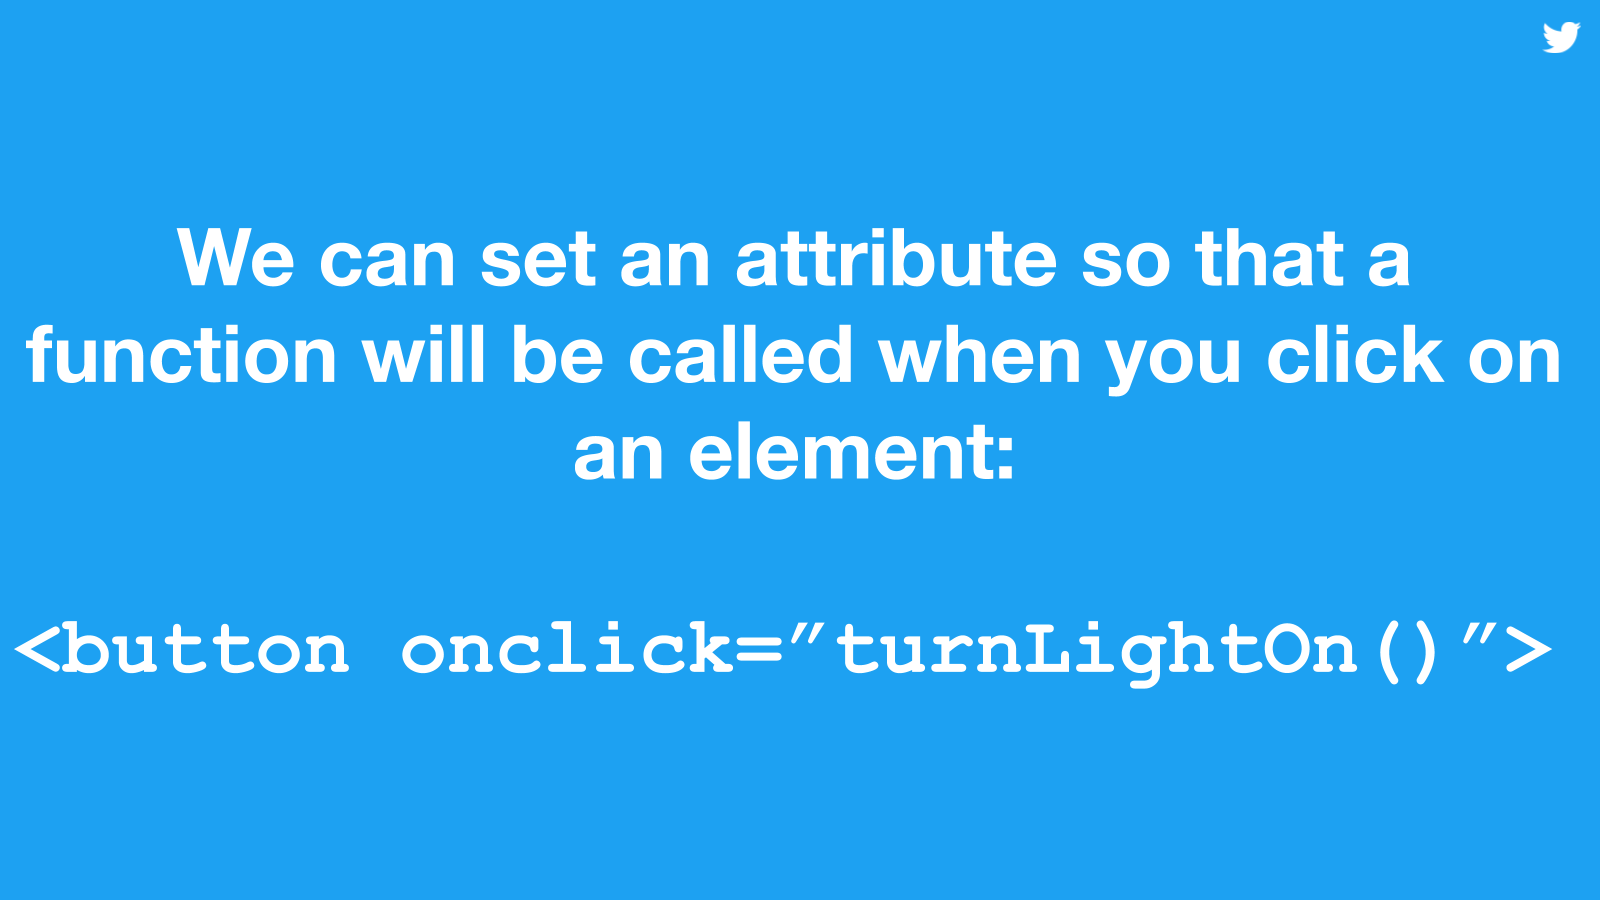 We can set an attribute so that a
function will be called when you click on
an element:
<button onclick=”turnLightOn()”>